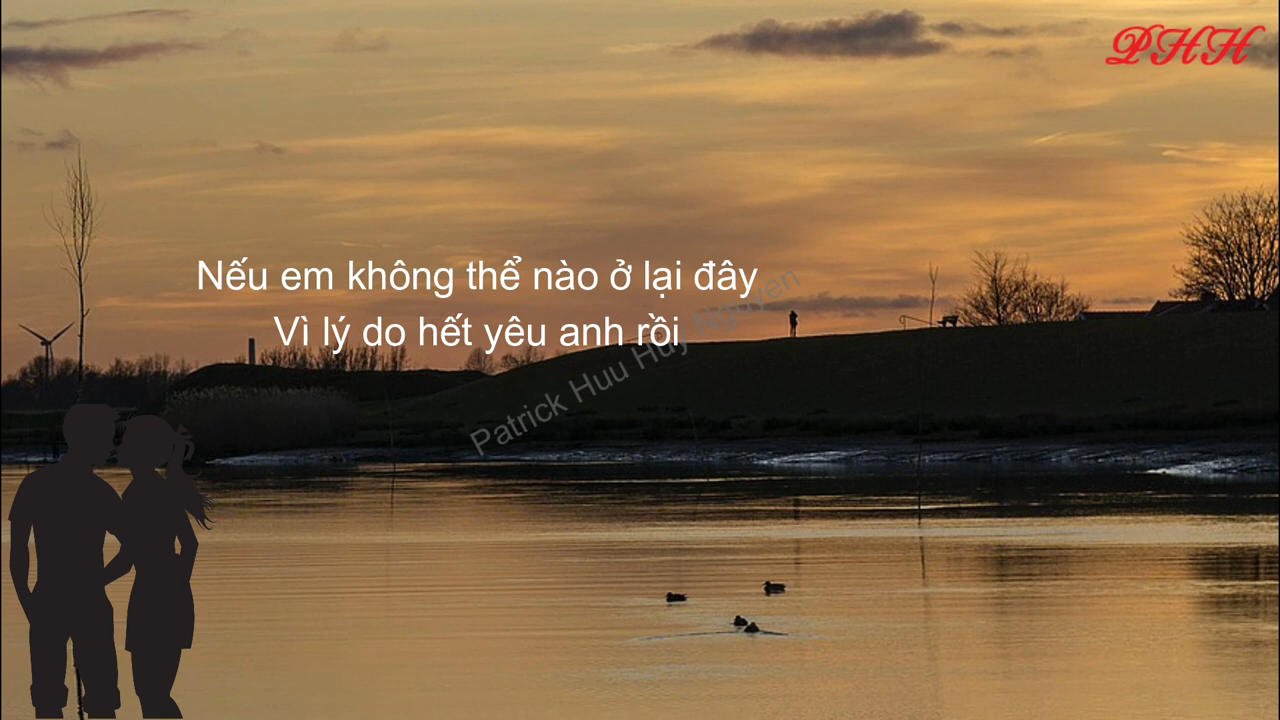 PHH
Nếu em không thể nào ở lại đây
Vì lý do hết yêu anh rồi
Patrick Huu Huy Nguyen